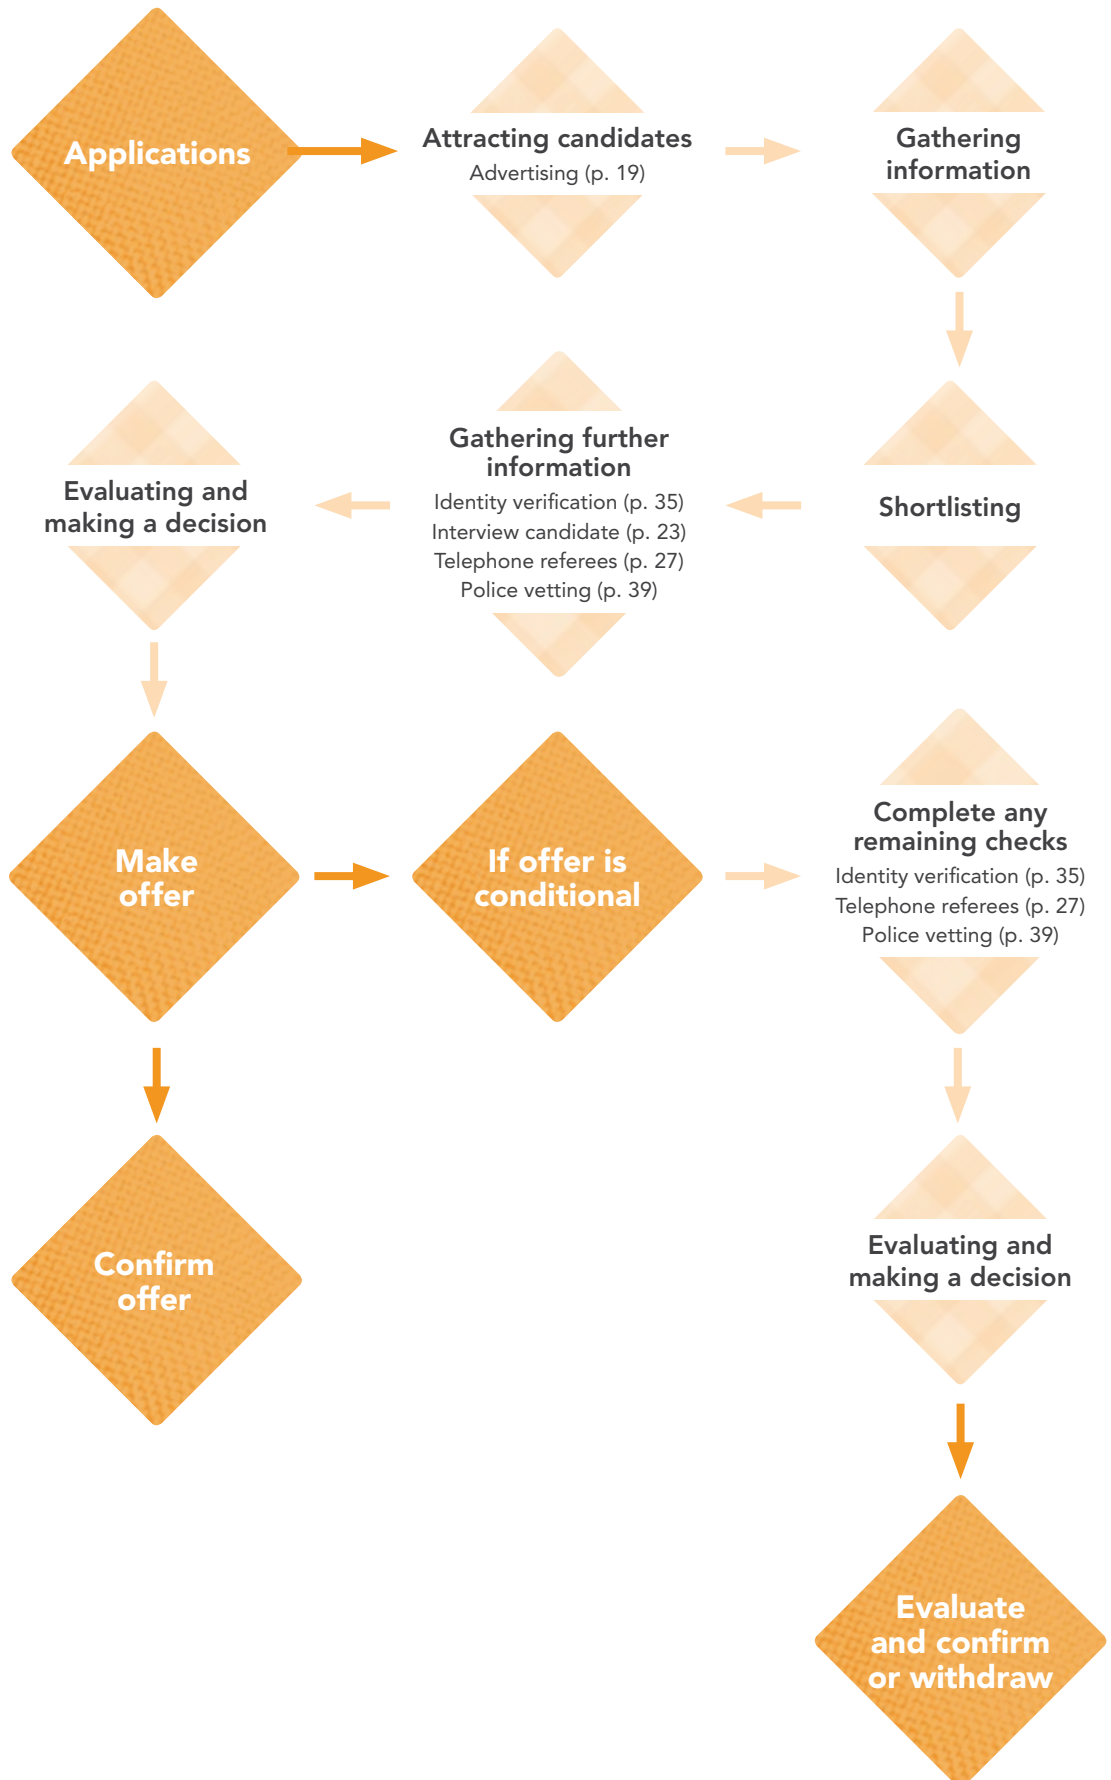 Applications
Attracting candidates
Advertising (p. 19)
Gathering
information
Shortlisting
Gathering further
information
Identity verification (p. 35)
Interview candidate (p. 23)
Telephone referees (p. 27)
Police vetting (p. 39)
Evaluating and
making a decision
Make
offer
If offer is
conditional
Complete any
remaining checks
Identity verification (p. 35)
Telephone referees (p. 27)
Police vetting (p. 39)
Confirm
offer
Evaluating and
making a decision
Evaluate
and confirm
or withdraw